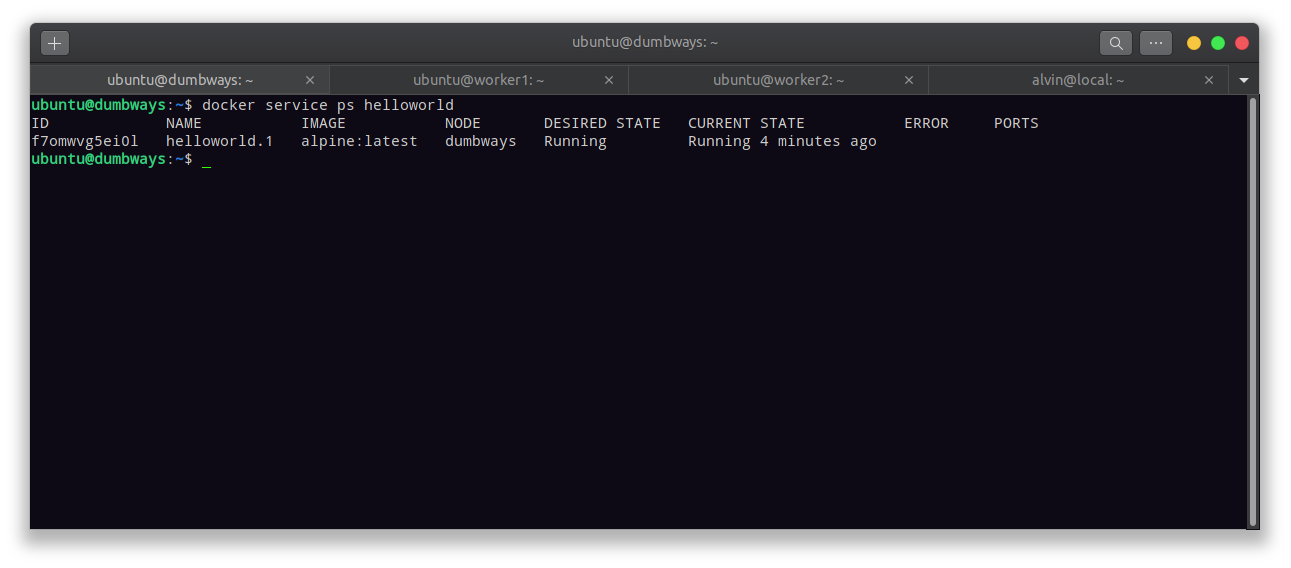 ubuntu@dumbways: ~
ubuntu@dumbways: ~ ubuntu@worker1: ~ ubuntu@worker2: ~ alvin@local: ~
ubuntu@dumbways:~$ docker service ps helloworld
ID NAME IMAGE NODE DESIRED STATE CURRENT STATE ERROR PORTS
f7omwvg5ei0l helloworld.1 alpine:latest dumbways Running Running 4 minutes ago
ubuntu@dumbways:~$ _